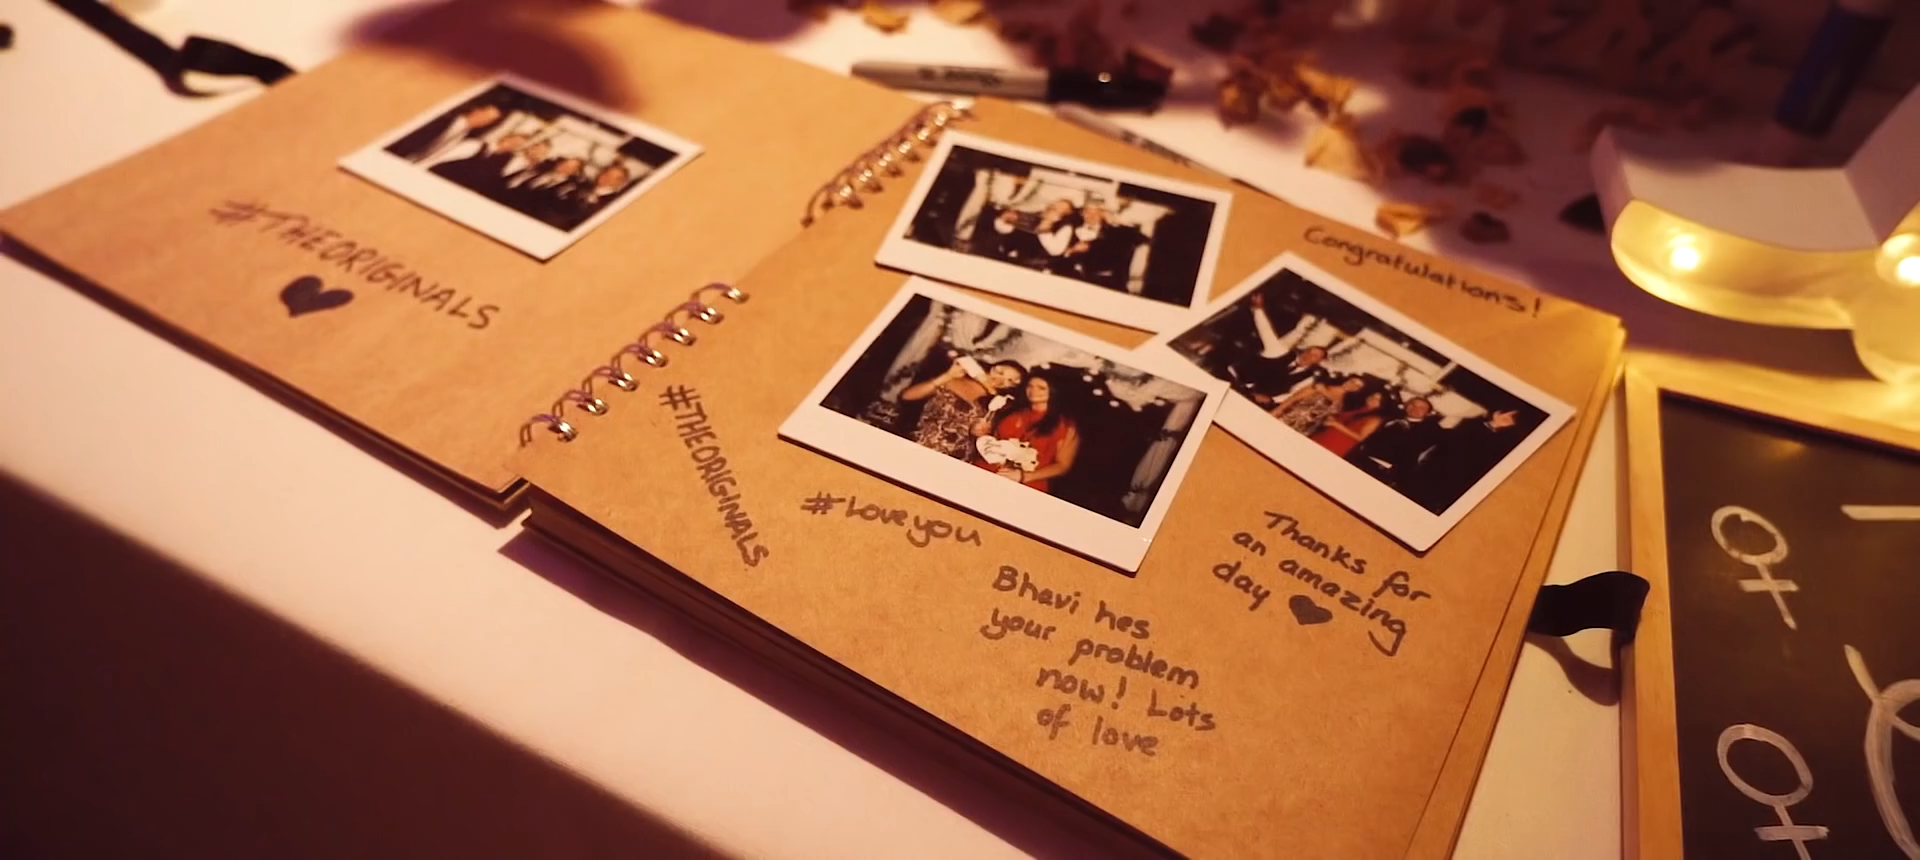 #THEORIGINALS
Congratulations!
#THEORIGINALS
#Loveyou
Thanks for
an amazing
day
Bhavi hes
your problem
now! Lots
of love